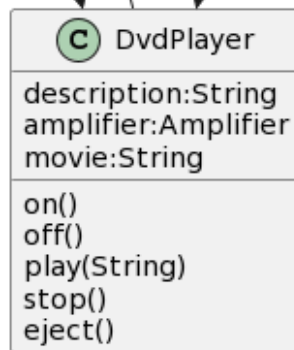 C DvdPlayer
description:String
amplifier:Amplifier
movie:String
on()
off()
play(String)
stop()
eject()